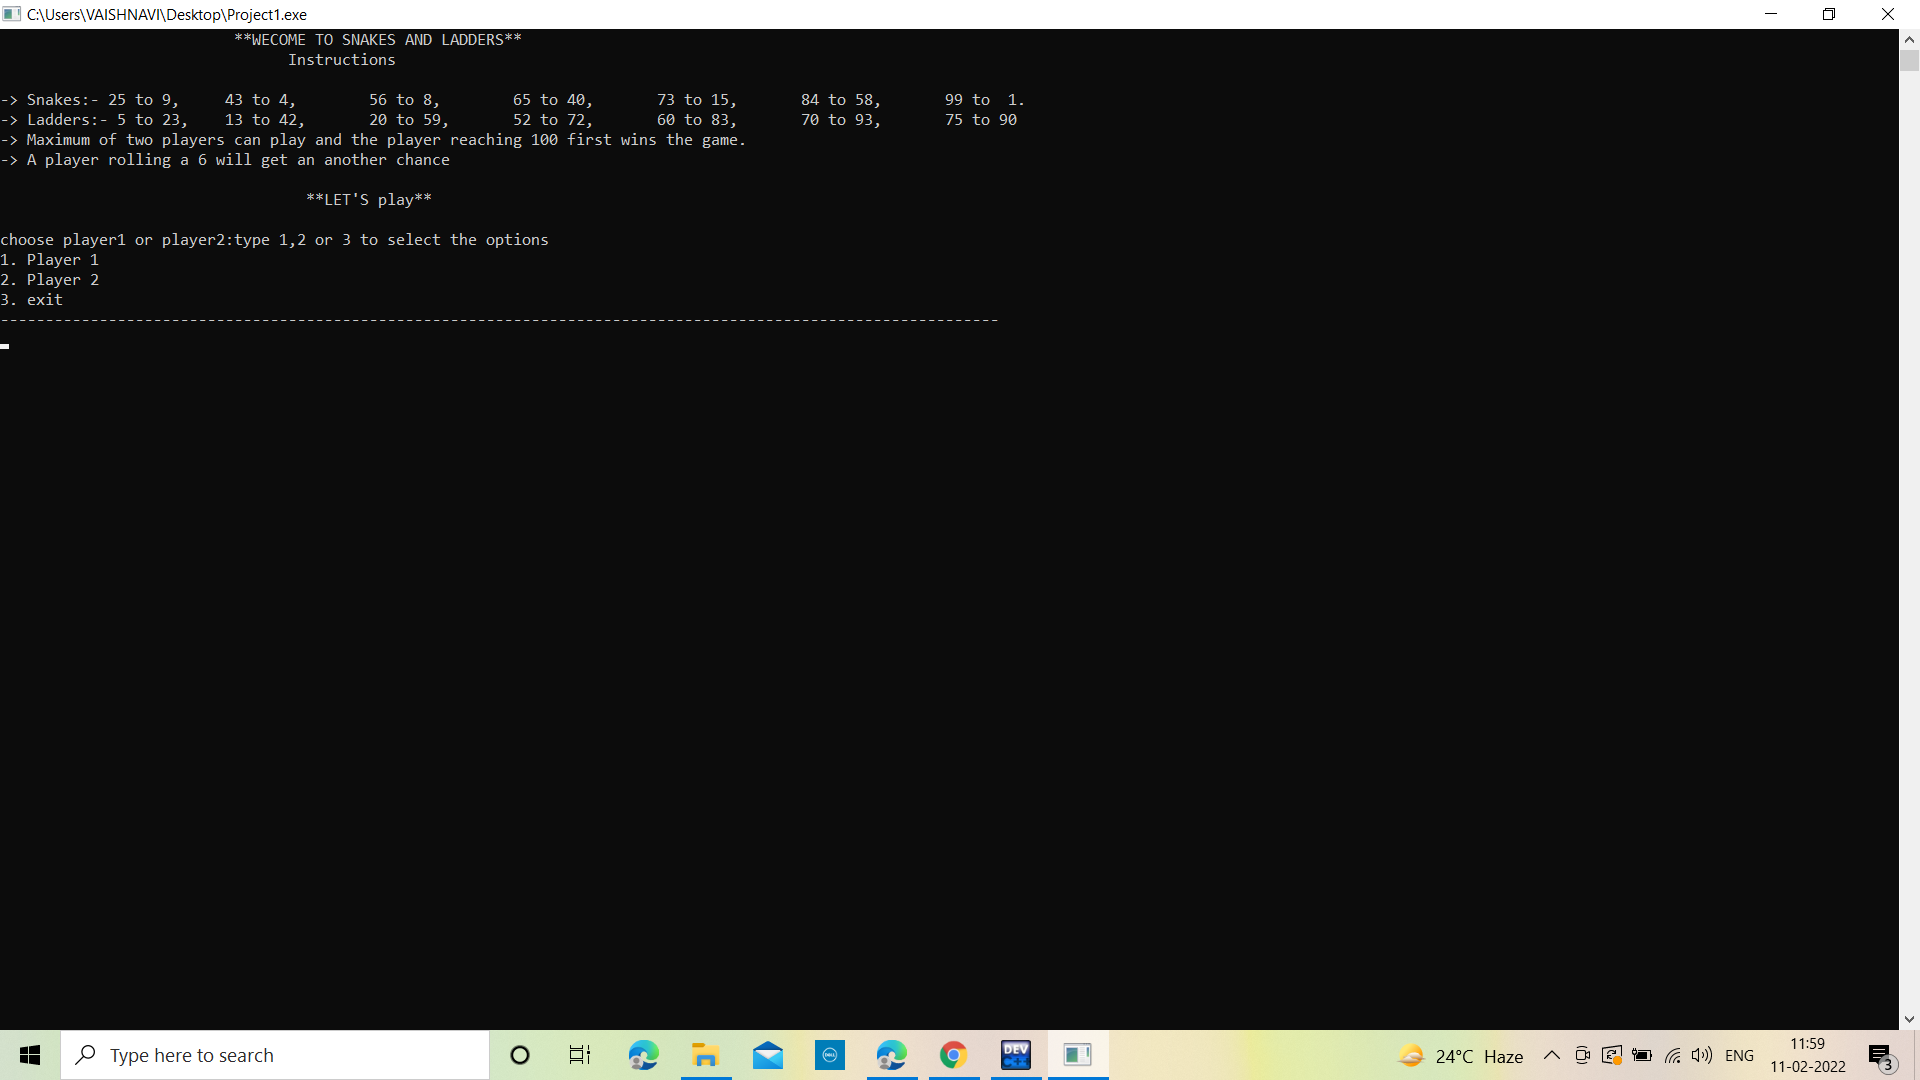 C:\Users\VAISHNAVI\Desktop\Project1.exe
**WECOME TO SNAKES AND LADDERS**
Instructions
-> Snakes:- 25 to 9, 43 to 4, 56 to 8, 65 to 40, 73 to 15, 84 to 58, 99 to 1.
-> Ladders:- 5 to 23, 13 to 42, 20 to 59, 52 to 72, 60 to 83, 70 to 93, 75 to 90
-> Maximum of two players can play and the player reaching 100 first wins the game.
-> A player rolling a 6 will get an another chance
**LET'S play**
choose player1 or player2:type 1,2 or 3 to select the options
1. Player 1
2. Player 2
3. exit
---------------------------------------------------------------------------------------------------------------
Type here to search
DELL
DEV
C++
24°C Haze
ENG
11:59
11-02-2022
3